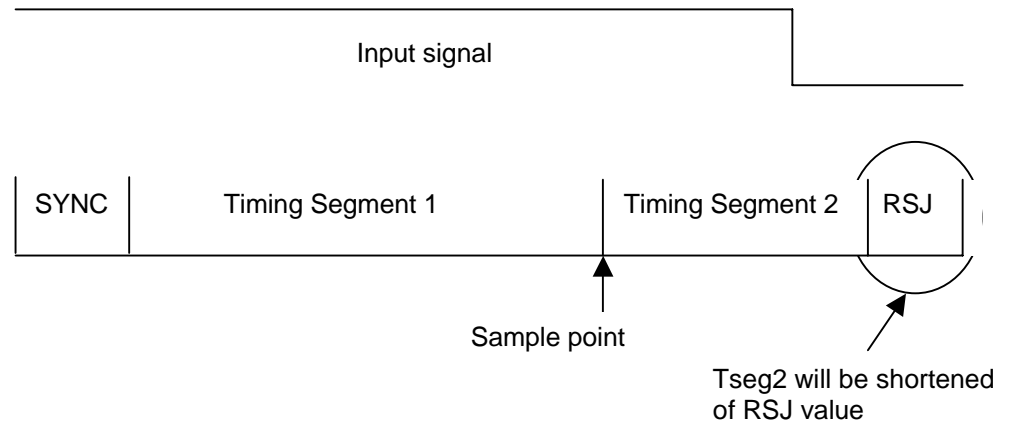 Input signal
SYNC
Timing Segment 1
Timing Segment 2
RSJ
Sample point
Tseg2 will be shortened
of RSJ value